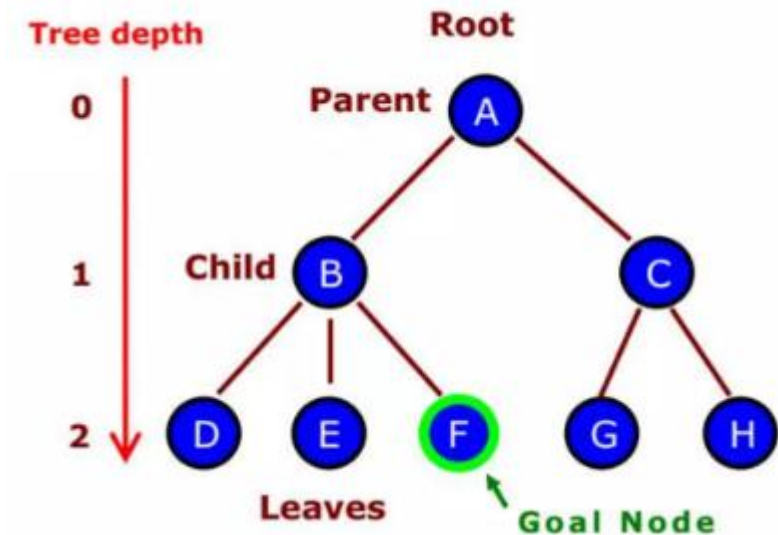 Tree depth
Root
0
Parent
A
1
Child
B
C
2
D
E
F
G
H
Leaves
Goal Node